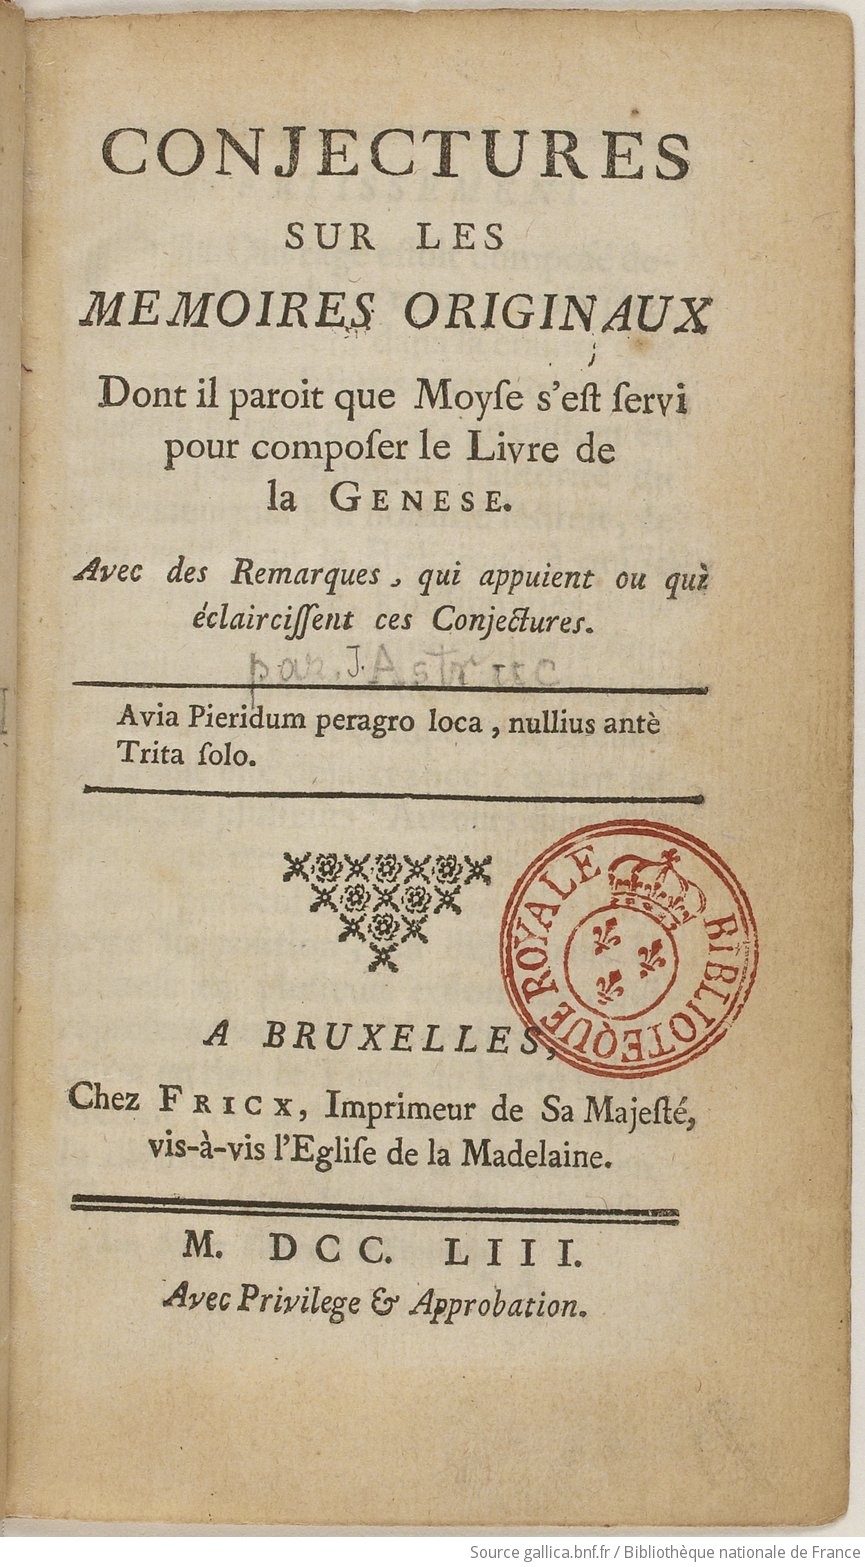 CONJECTURES
SUR LES
MEMOIRES ORIGINAUX
Dont il paroit que Moyſe s'eſt ſervi
pour compoſer le Livre de
la GENESE.
Avec des Remarques, qui appuient ou qui
éclairciſſent ces Conjectures.
par J. Astruc
Avia Pieridum peragro loca, nullius antè
Trita ſolo.
BIBLIOTEQUE ROYALE
A BRUXELLES,
Chez FRICX, Imprimeur de Sa Majeſté,
vis-à-vis l'Egliſe de la Madelaine.
M. DCC. LIII.
Avec Privilege & Approbation.
Source gallica.bnf.fr / Bibliothèque nationale de France